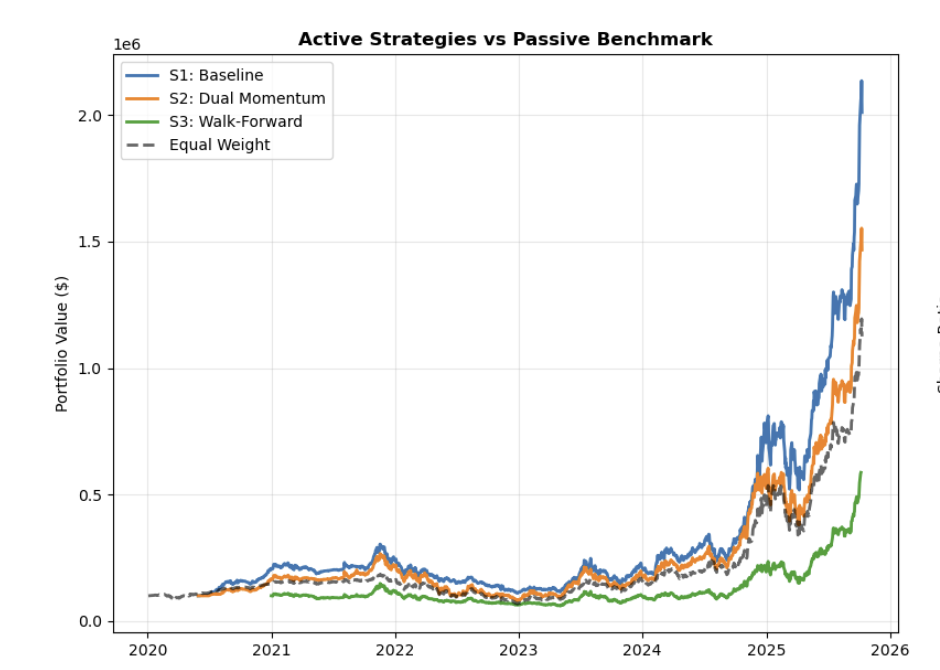 Active Strategies vs Passive Benchmark
1e6
S1: Baseline
S2: Dual Momentum
S3: Walk-Forward
Equal Weight
Portfolio Value ($)
2.0
1.5
1.0
0.5
0.0
2020 2021 2022 2023 2024 2025 2026